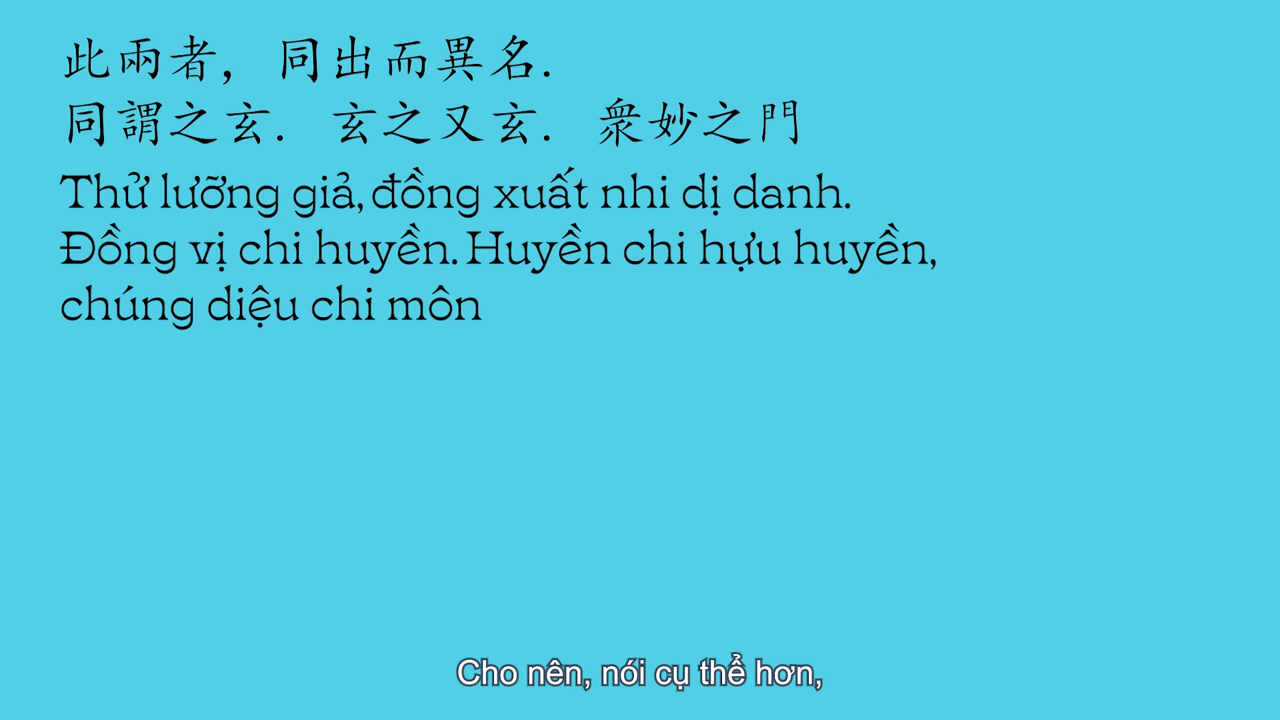 此兩者，同出而異名.
同謂之玄. 玄之又玄. 衆妙之門
Thử lưỡng giả, đồng xuất nhi dị danh.
Đồng vị chi huyền. Huyền chi hựu huyền,
chúng diệu chi môn
Cho nên, nói cụ thể hơn,